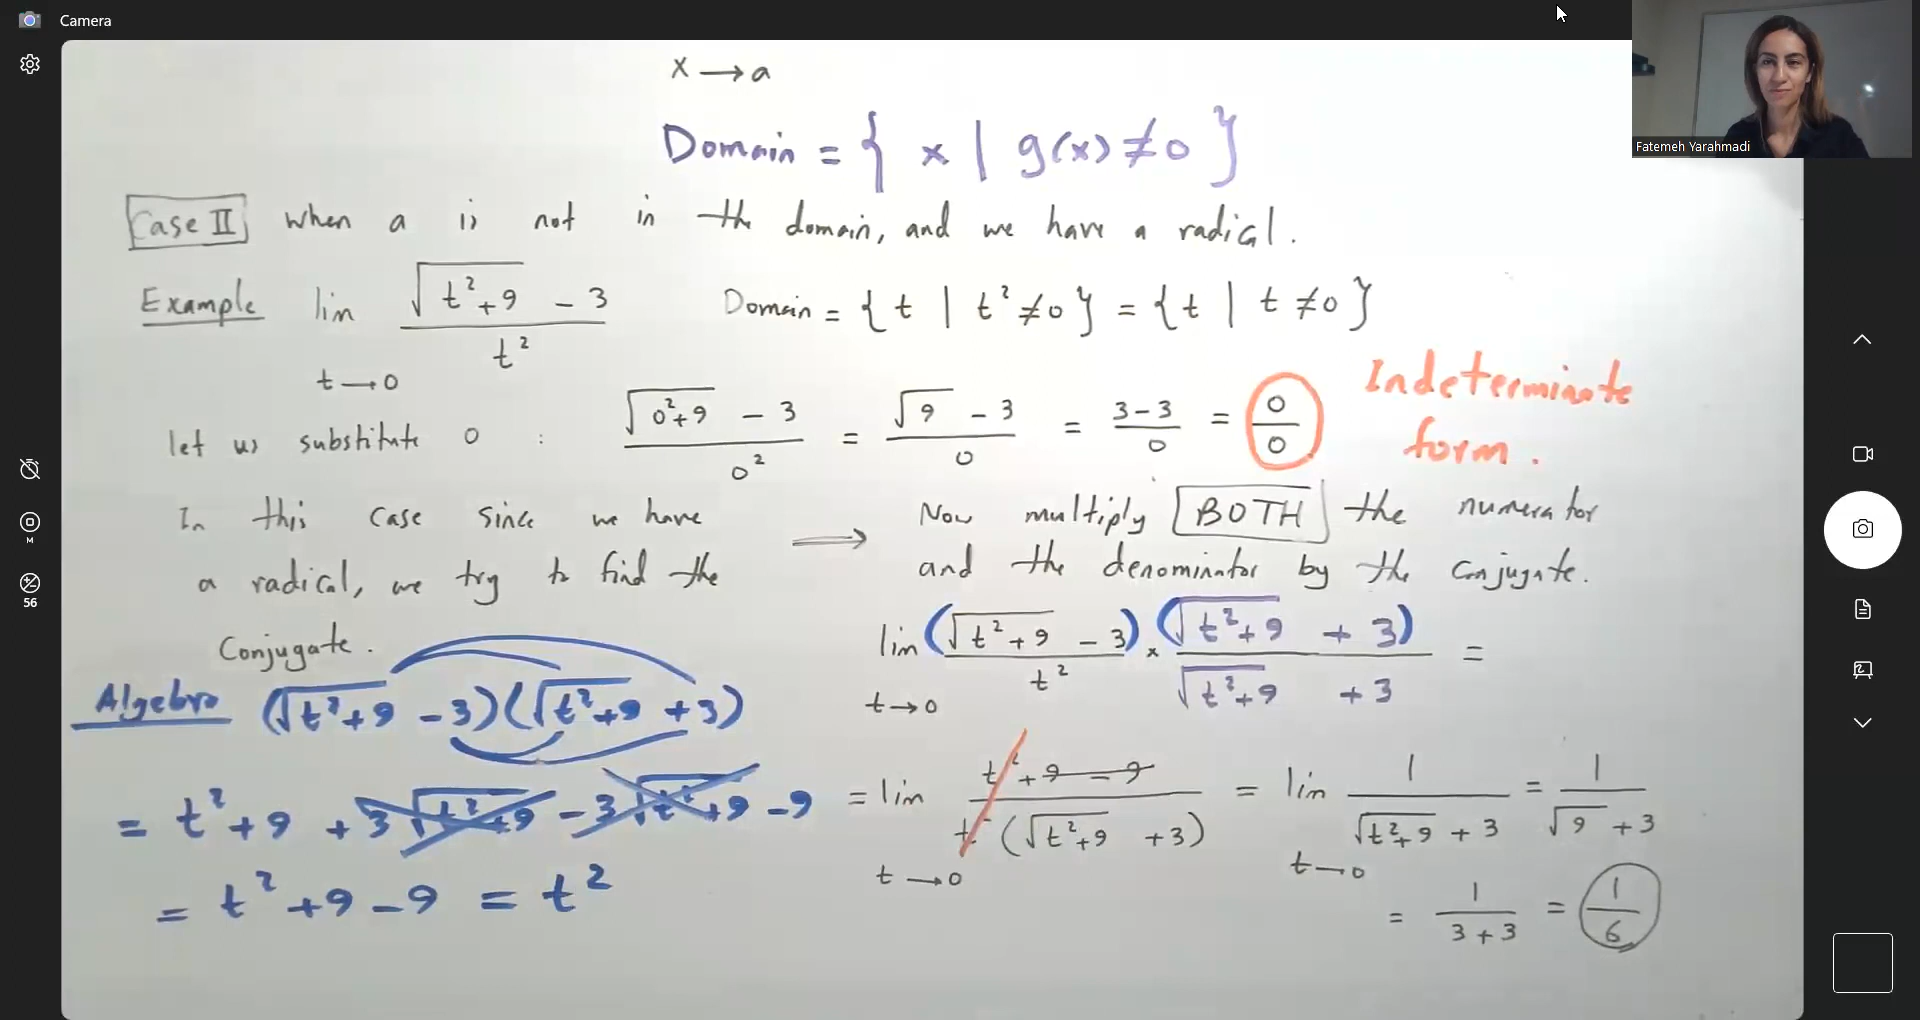 Camera
Fatemeh Yarahmadi
x → a
Domain = { x | g(x) ≠ 0 }
Case II when a is not in the domain, and we have a radical.
Example lim t→0 (√(t²+9) - 3) / t² Domain = { t | t² ≠ 0 } = { t | t ≠ 0 }
let us substitute 0 : (√(0²+9) - 3) / 0² = (√9 - 3) / 0 = (3-3) / 0 = 0/0 Indeterminate form.
In this case since we have
a radical, we try to find the
Conjugate.
⟹ Now multiply BOTH the numerator
and the denominator by the conjugate.
lim t→0 (√(t²+9) - 3) / t² × (√(t²+9) + 3) / (√(t²+9) + 3) =
= lim t→0 (t²+9-9) / (t²(√(t²+9) + 3)) = lim t→0 1 / (√(t²+9) + 3) = 1 / (√9 + 3)
= 1 / (3+3) = 1/6
Algebra (√(t²+9) - 3)(√(t²+9) + 3)
= t²+9 + 3√(t²+9) - 3√(t²+9) - 9
= t²+9-9 = t²
M
56